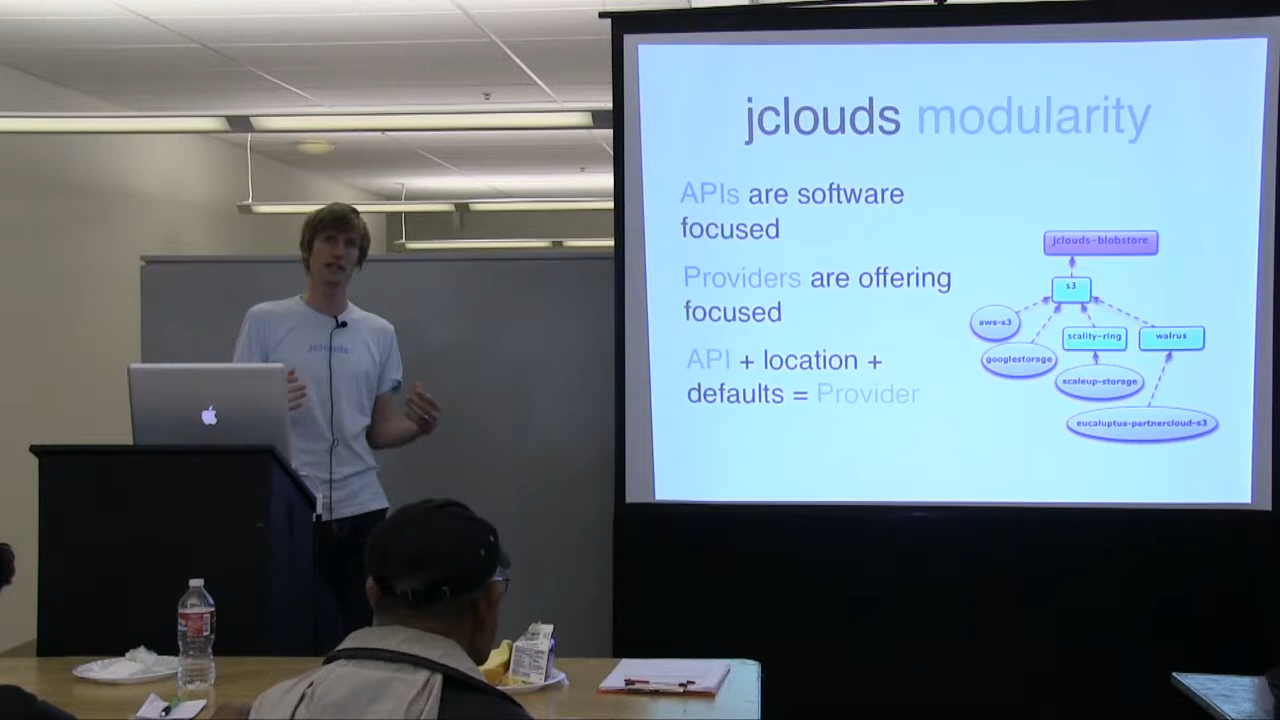 jclouds modularity
APIs are software
focused
Providers are offering
focused
API + location +
defaults = Provider
jclouds-blobstore
s3
aws-s3
googlestorage
scality-ring
walrus
scaleup-storage
eucaluptus-partnercloud-s3
jclouds